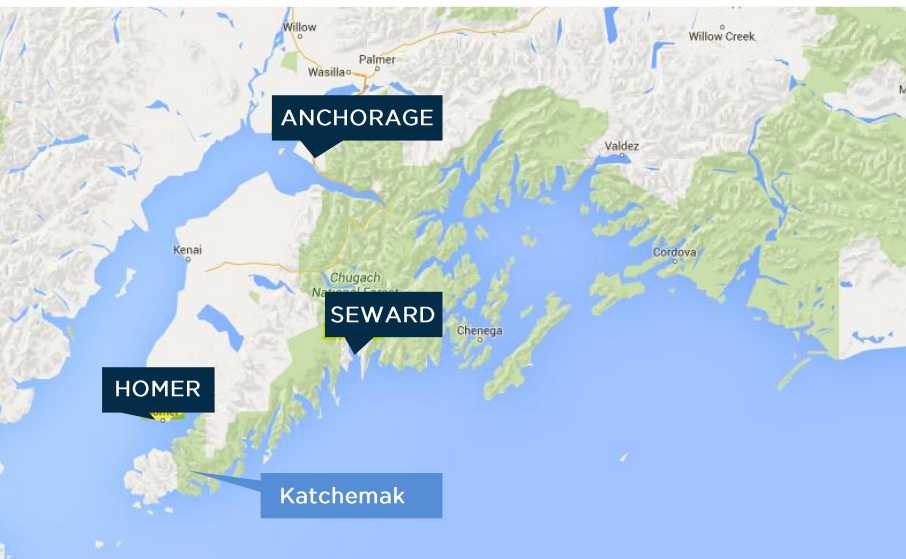 Willow
Willow Creek
Palmer
Wasilla
ANCHORAGE
Valdez
Kenai
Cordova
Chugach
National Forest
SEWARD
Chenega
HOMER
Katchemak